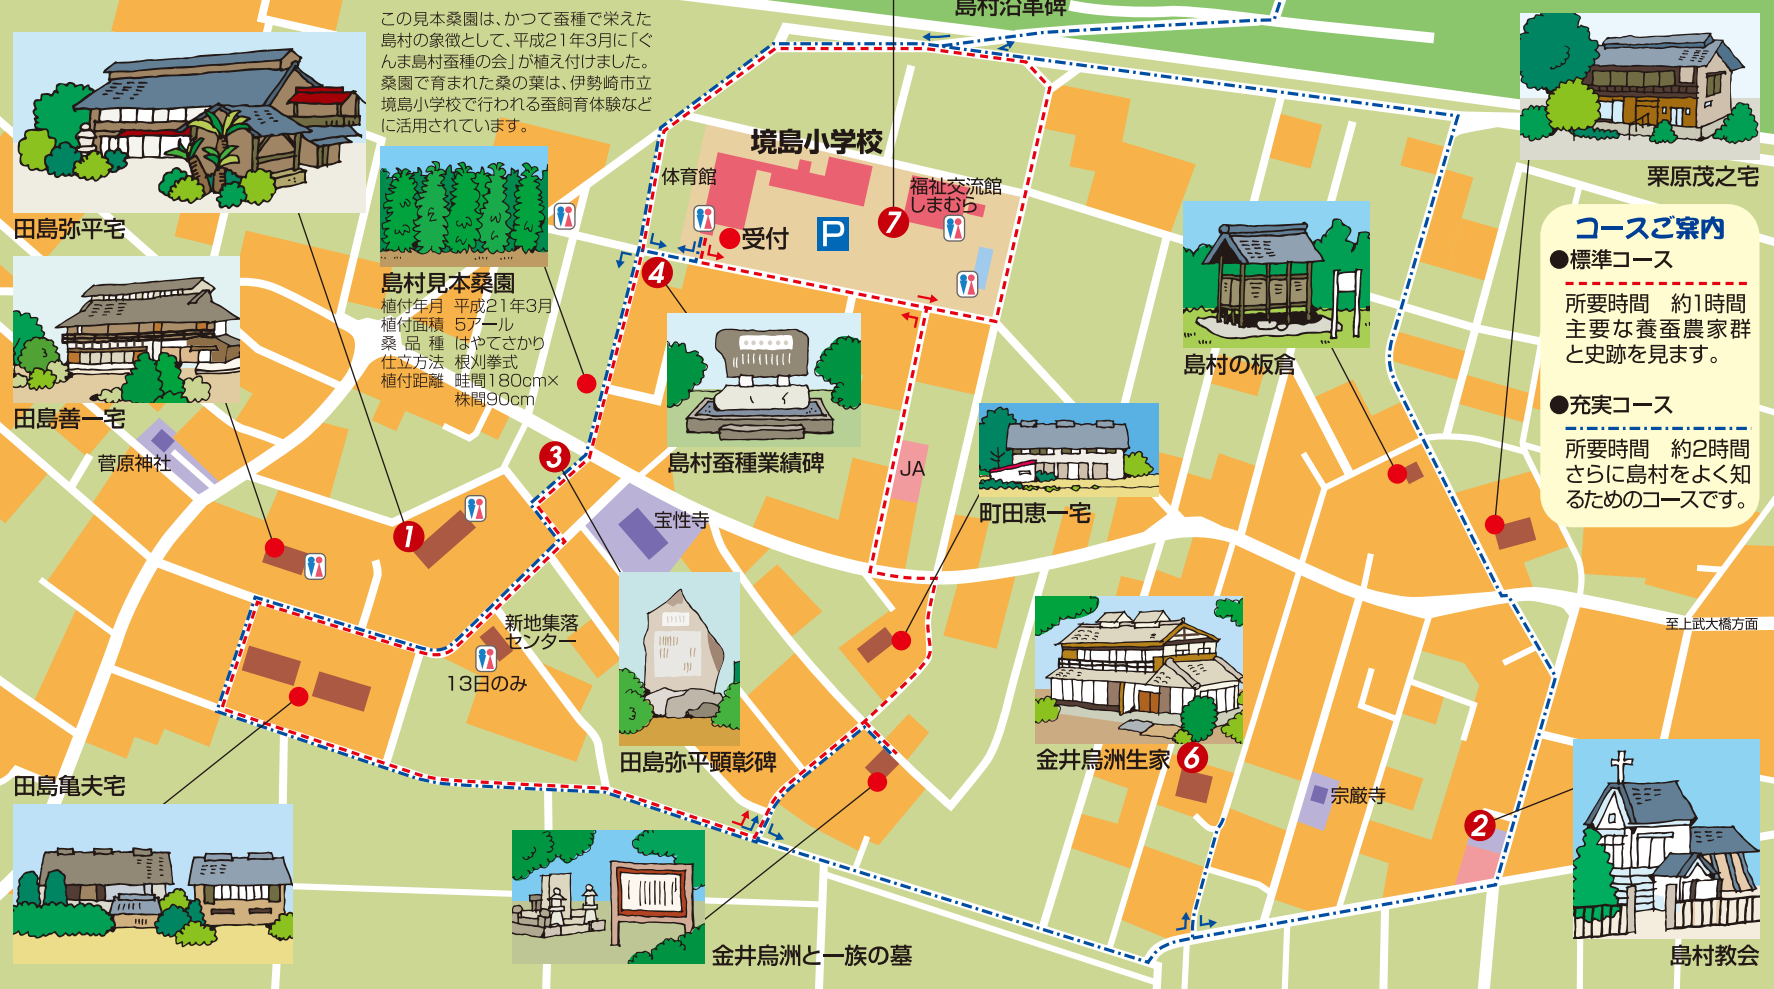 この見本桑園は、かつて蚕種で栄えた
島村の象徴として、平成21年3月に「ぐ
んま島村蚕種の会」が植え付けました。
桑園で育まれた桑の葉は、伊勢崎市立
境島小学校で行われる蚕飼育体験など
に活用されています。
島村沿革碑
田島弥平宅
島村見本桑園
植付年月 平成21年3月
植付面積 5アール
桑品種 はやてさかり
仕立方法 根刈拳式
植付距離 畦間180cm×
株間90cm
境島小学校
体育館
福祉交流館
しまむら
受付
P
7
4
栗原茂之宅
コースご案内
●標準コース
所要時間 約1時間
主要な養蚕農家群
と史跡を見ます。
●充実コース
所要時間 約2時間
さらに島村をよく知
るためのコースです。
島村の板倉
田島善一宅
菅原神社
島村蚕種業績碑
JA
町田恵一宅
3
1
宝性寺
新地集落
センター
13日のみ
田島弥平顕彰碑
至上武大橋方面
金井烏洲生家
6
宗厳寺
2
田島亀夫宅
金井烏洲と一族の墓
島村教会